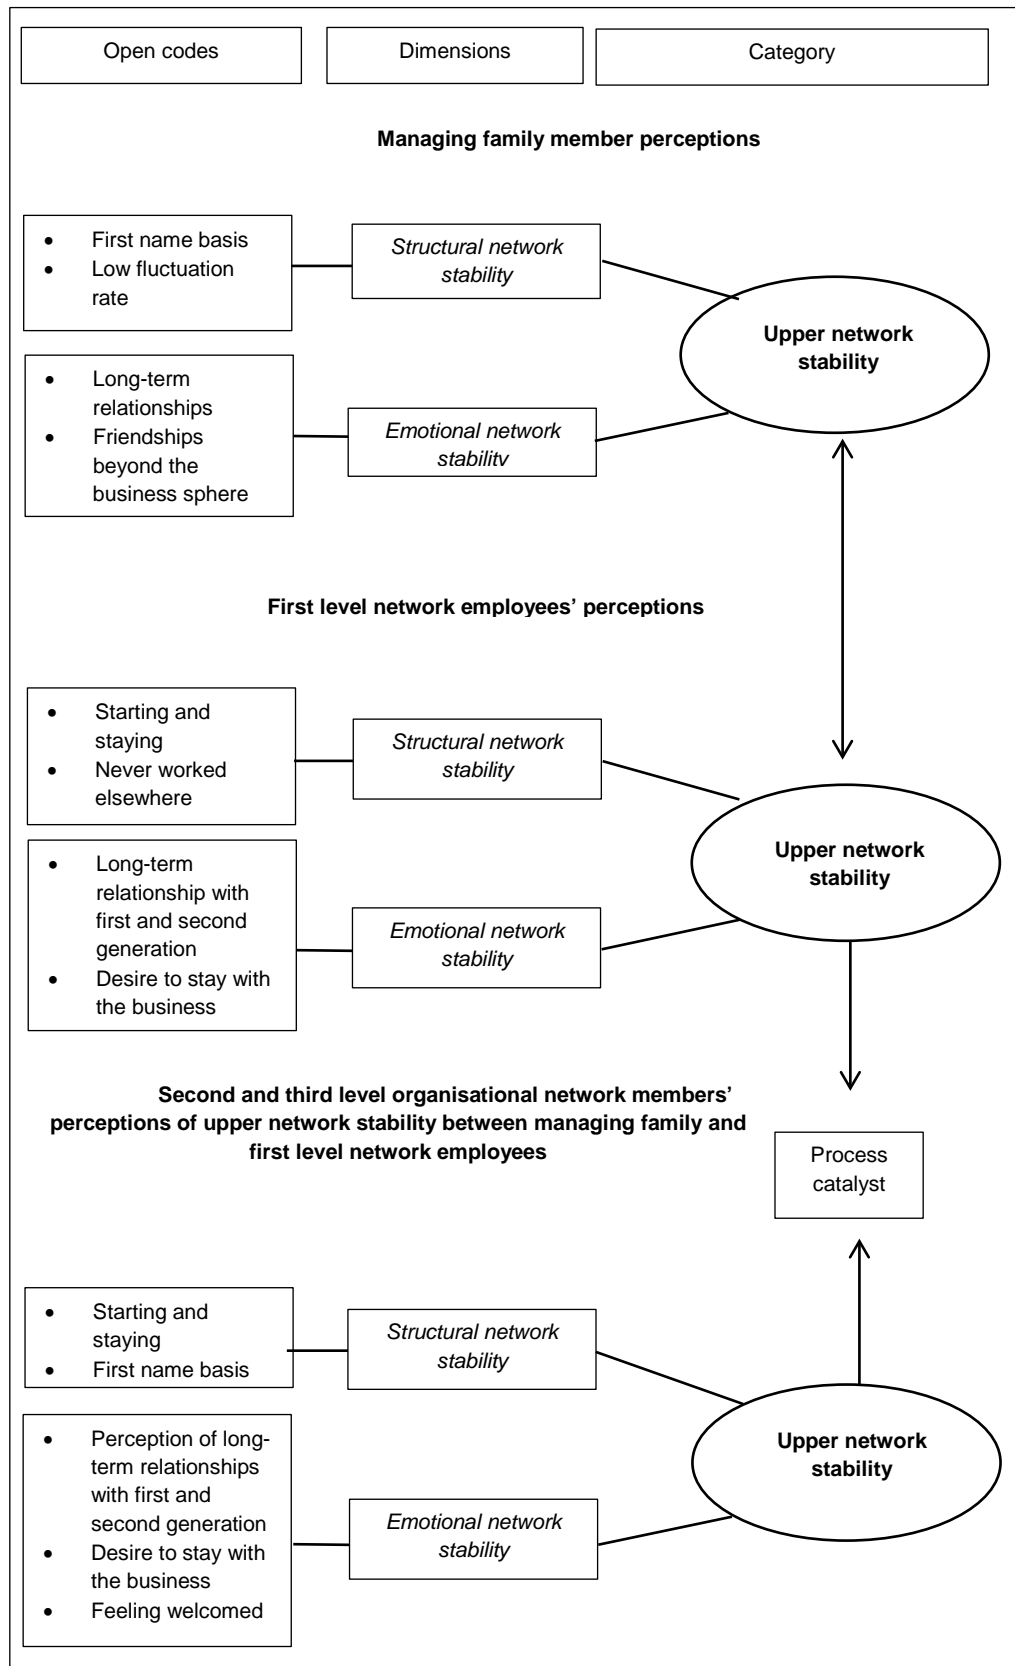 Open codes
Dimensions
Category
Managing family member perceptions
• First name basis
• Low fluctuation
rate
Structural network
stability
Upper network
stability
• Long-term
relationships
• Friendships
beyond the
business sphere
Emotional network
stability
First level network employees’ perceptions
• Starting and
staying
• Never worked
elsewhere
Structural network
stability
Upper network
stability
• Long-term
relationship with
first and second
generation
• Desire to stay with
the business
Emotional network
stability
Second and third level organisational network members’
perceptions of upper network stability between managing family and
first level network employees
Process
catalyst
• Starting and
staying
• First name basis
Structural network
stability
Upper network
stability
• Perception of long-
term relationships
with first and
second generation
• Desire to stay with
the business
• Feeling welcomed
Emotional network
stability